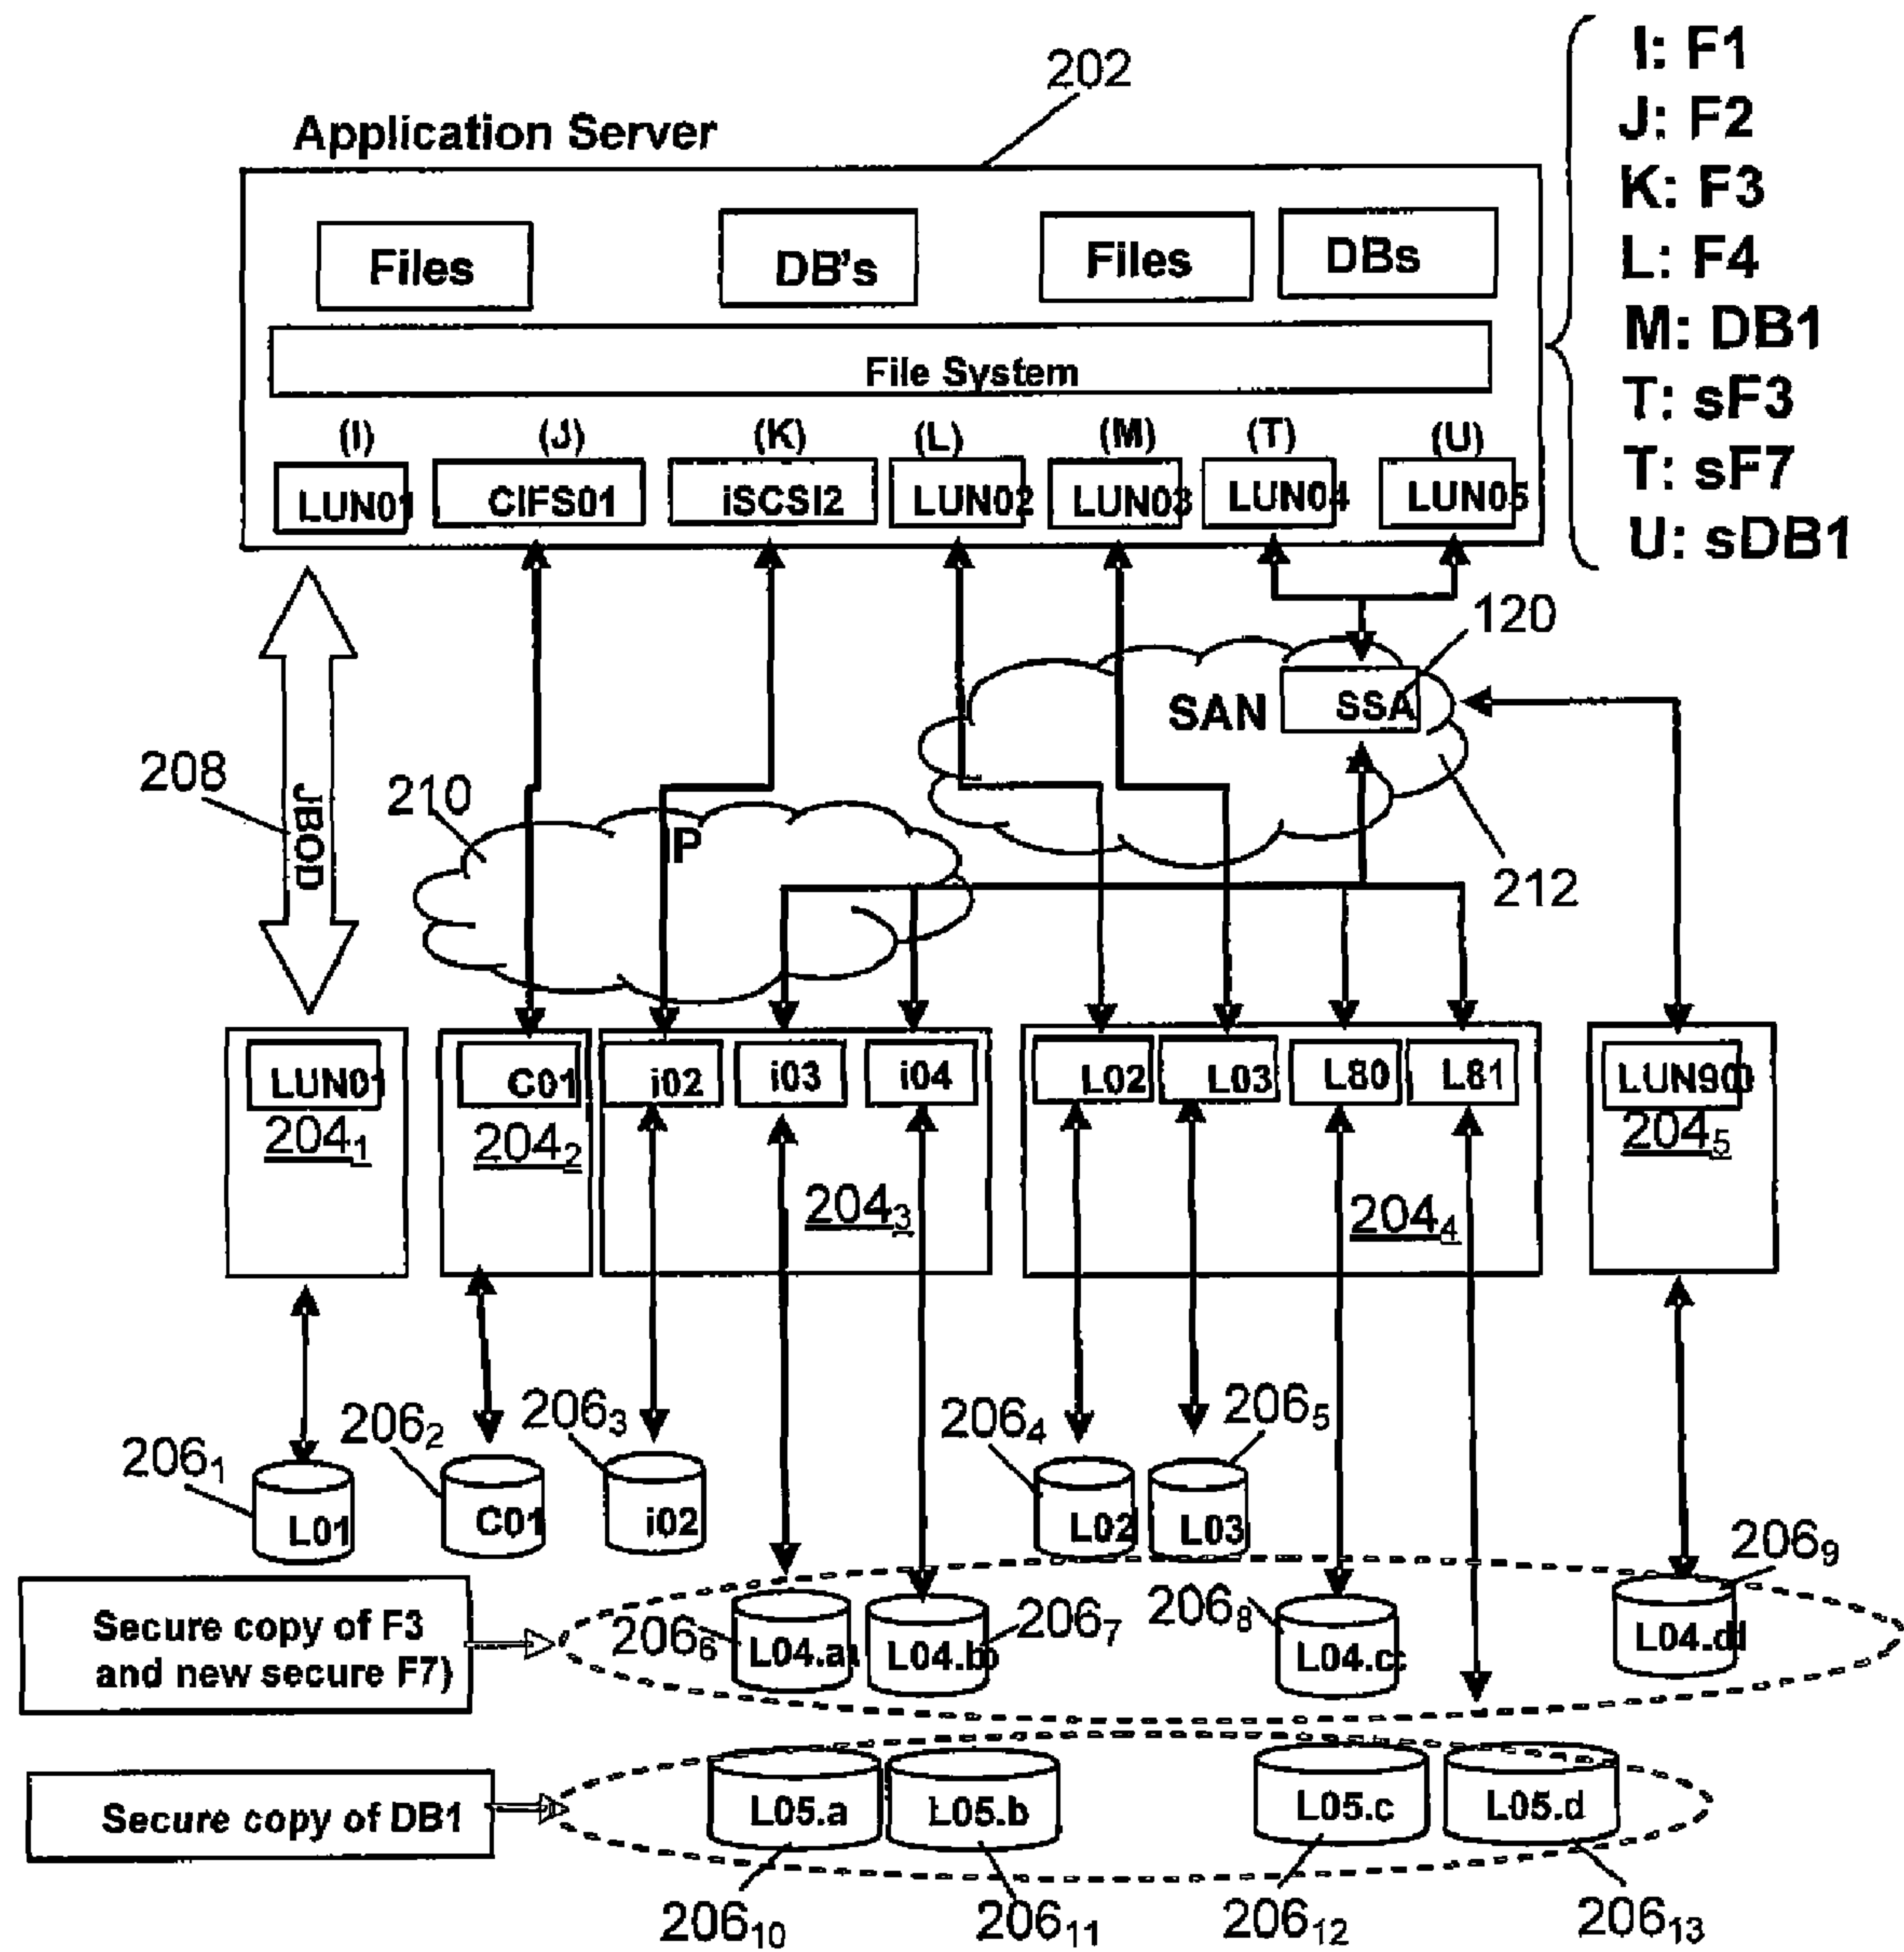 202
Application Server
I: F1
J: F2
K: F3
L: F4
M: DB1
T: sF3
T: sF7
U: sDB1
Files
DB's
Files
DBs
File System
(I)
(J)
(K)
(L)
(M)
(T)
(U)
LUN01
CIFS01
iSCSI2
LUN02
LUN03
LUN04
LUN05
120
SAN
SSA
208
JBOD
210
IP
212
LUN01
C01
i02
i03
i04
L02
L03
L80
L81
LUN90
204₁
204₂
204₃
204₄
204₅
206₁
206₂
206₃
206₄
206₅
L01
C01
i02
L02
L03
206₉
Secure copy of F3
and new secure F7)
206₆
L04.a
L04.b
206₇
206₈
L04.c
L04.d
Secure copy of DB1
L05.a
L05.b
L05.c
L05.d
206₁₀
206₁₁
206₁₂
206₁₃